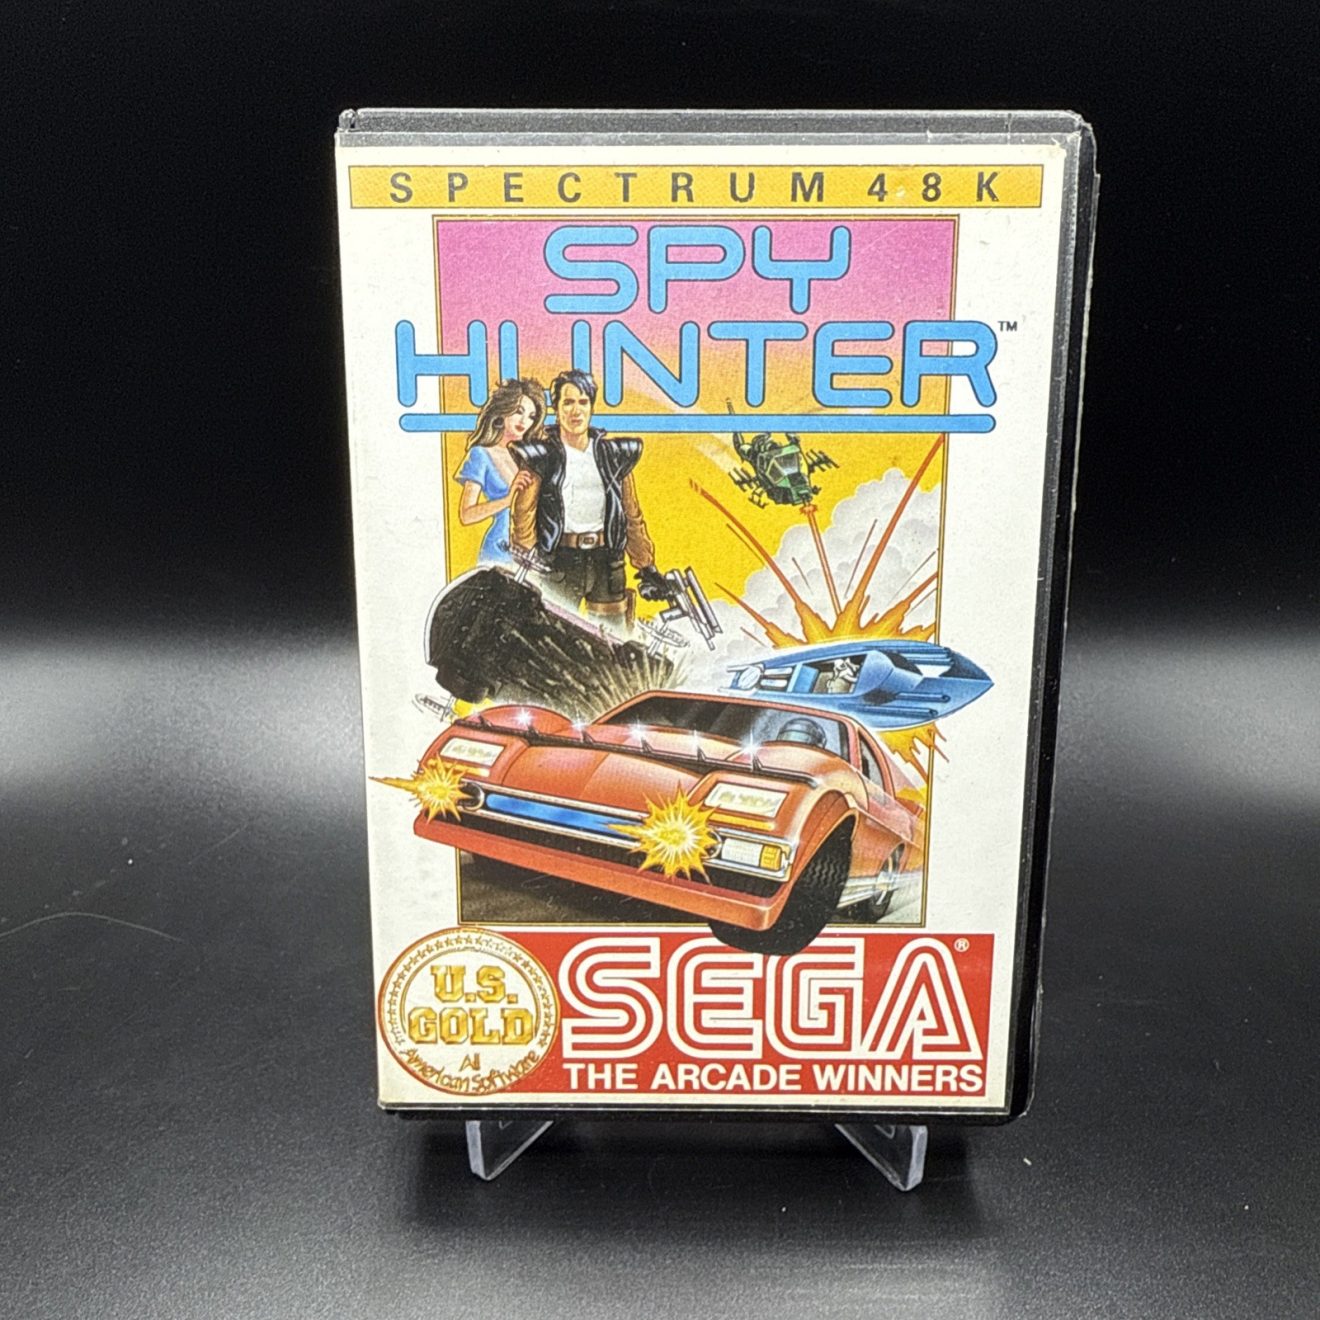 SPECTRUM 48K
SPY
HUNTER™
U.S.
GOLD
All
American Software
SEGA®
THE ARCADE WINNERS